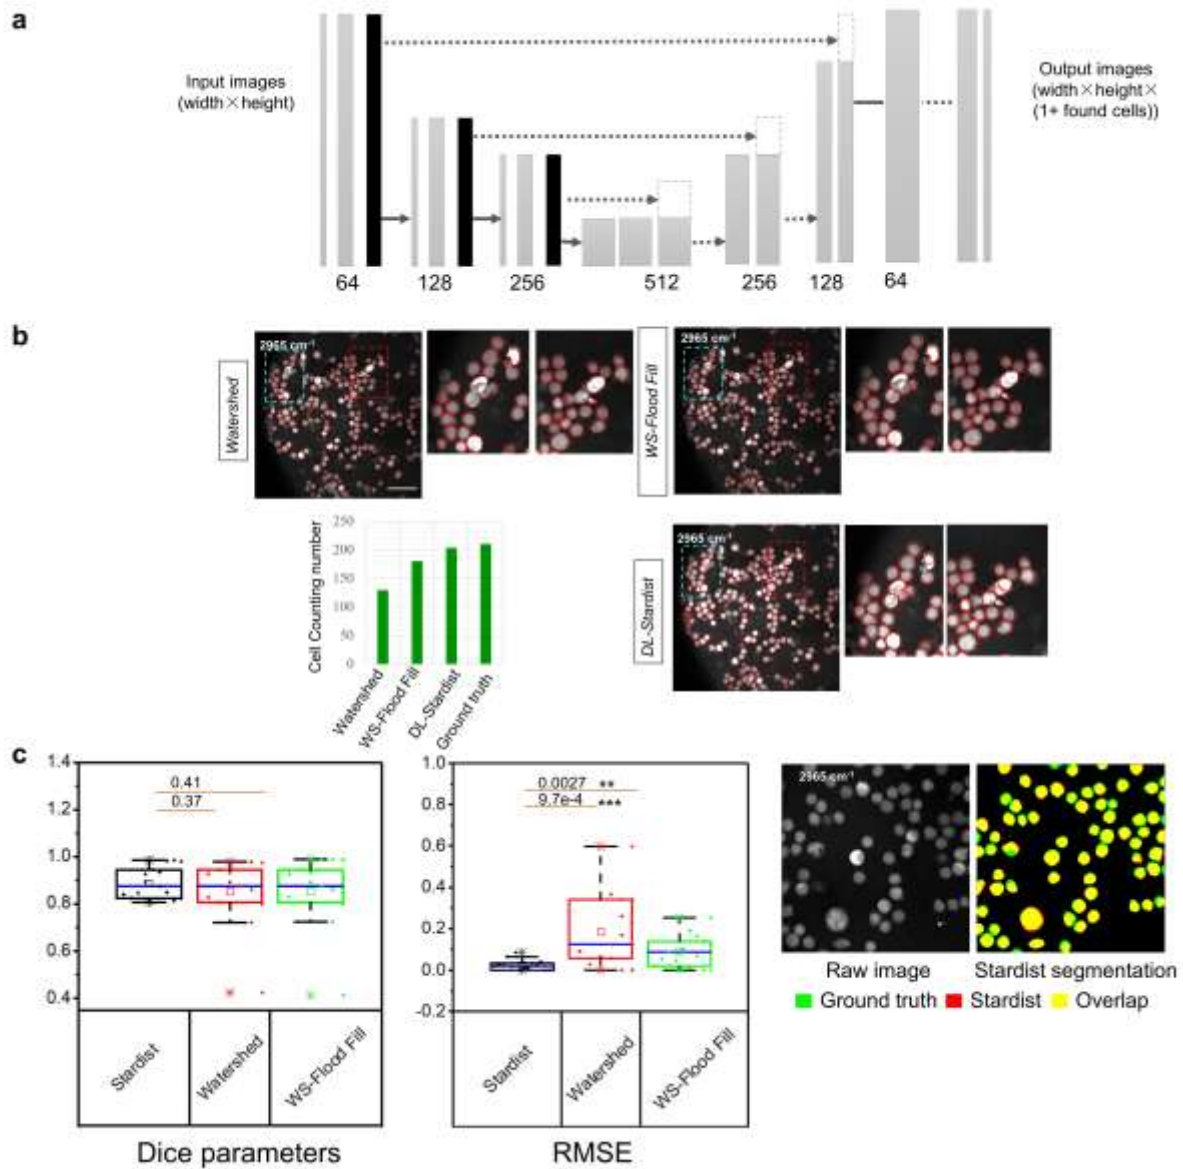 a
Input images
(width×height)
Output images
(width×height×
(1+ found cells))
64
128
256
512
256
128
64
b
Watershed
2965 cm-1
WS-Flood Fill
2965 cm-1
Cell Counting number
250
200
150
100
50
0
Watershed
WS-Flood Fill
DL-Stardist
Ground truth
DL-Stardist
2965 cm-1
c
1.4
1.2
1.0
0.8
0.6
0.4
0.41
0.37
Stardist
Watershed
WS-Flood Fill
Dice parameters
1.0
0.8
0.6
0.4
0.2
0.0
-0.2
0.0027 **
9.7e-4 ***
Stardist
Watershed
WS-Flood Fill
RMSE
2965 cm-1
Raw image
Stardist segmentation
Ground truth
Stardist
Overlap